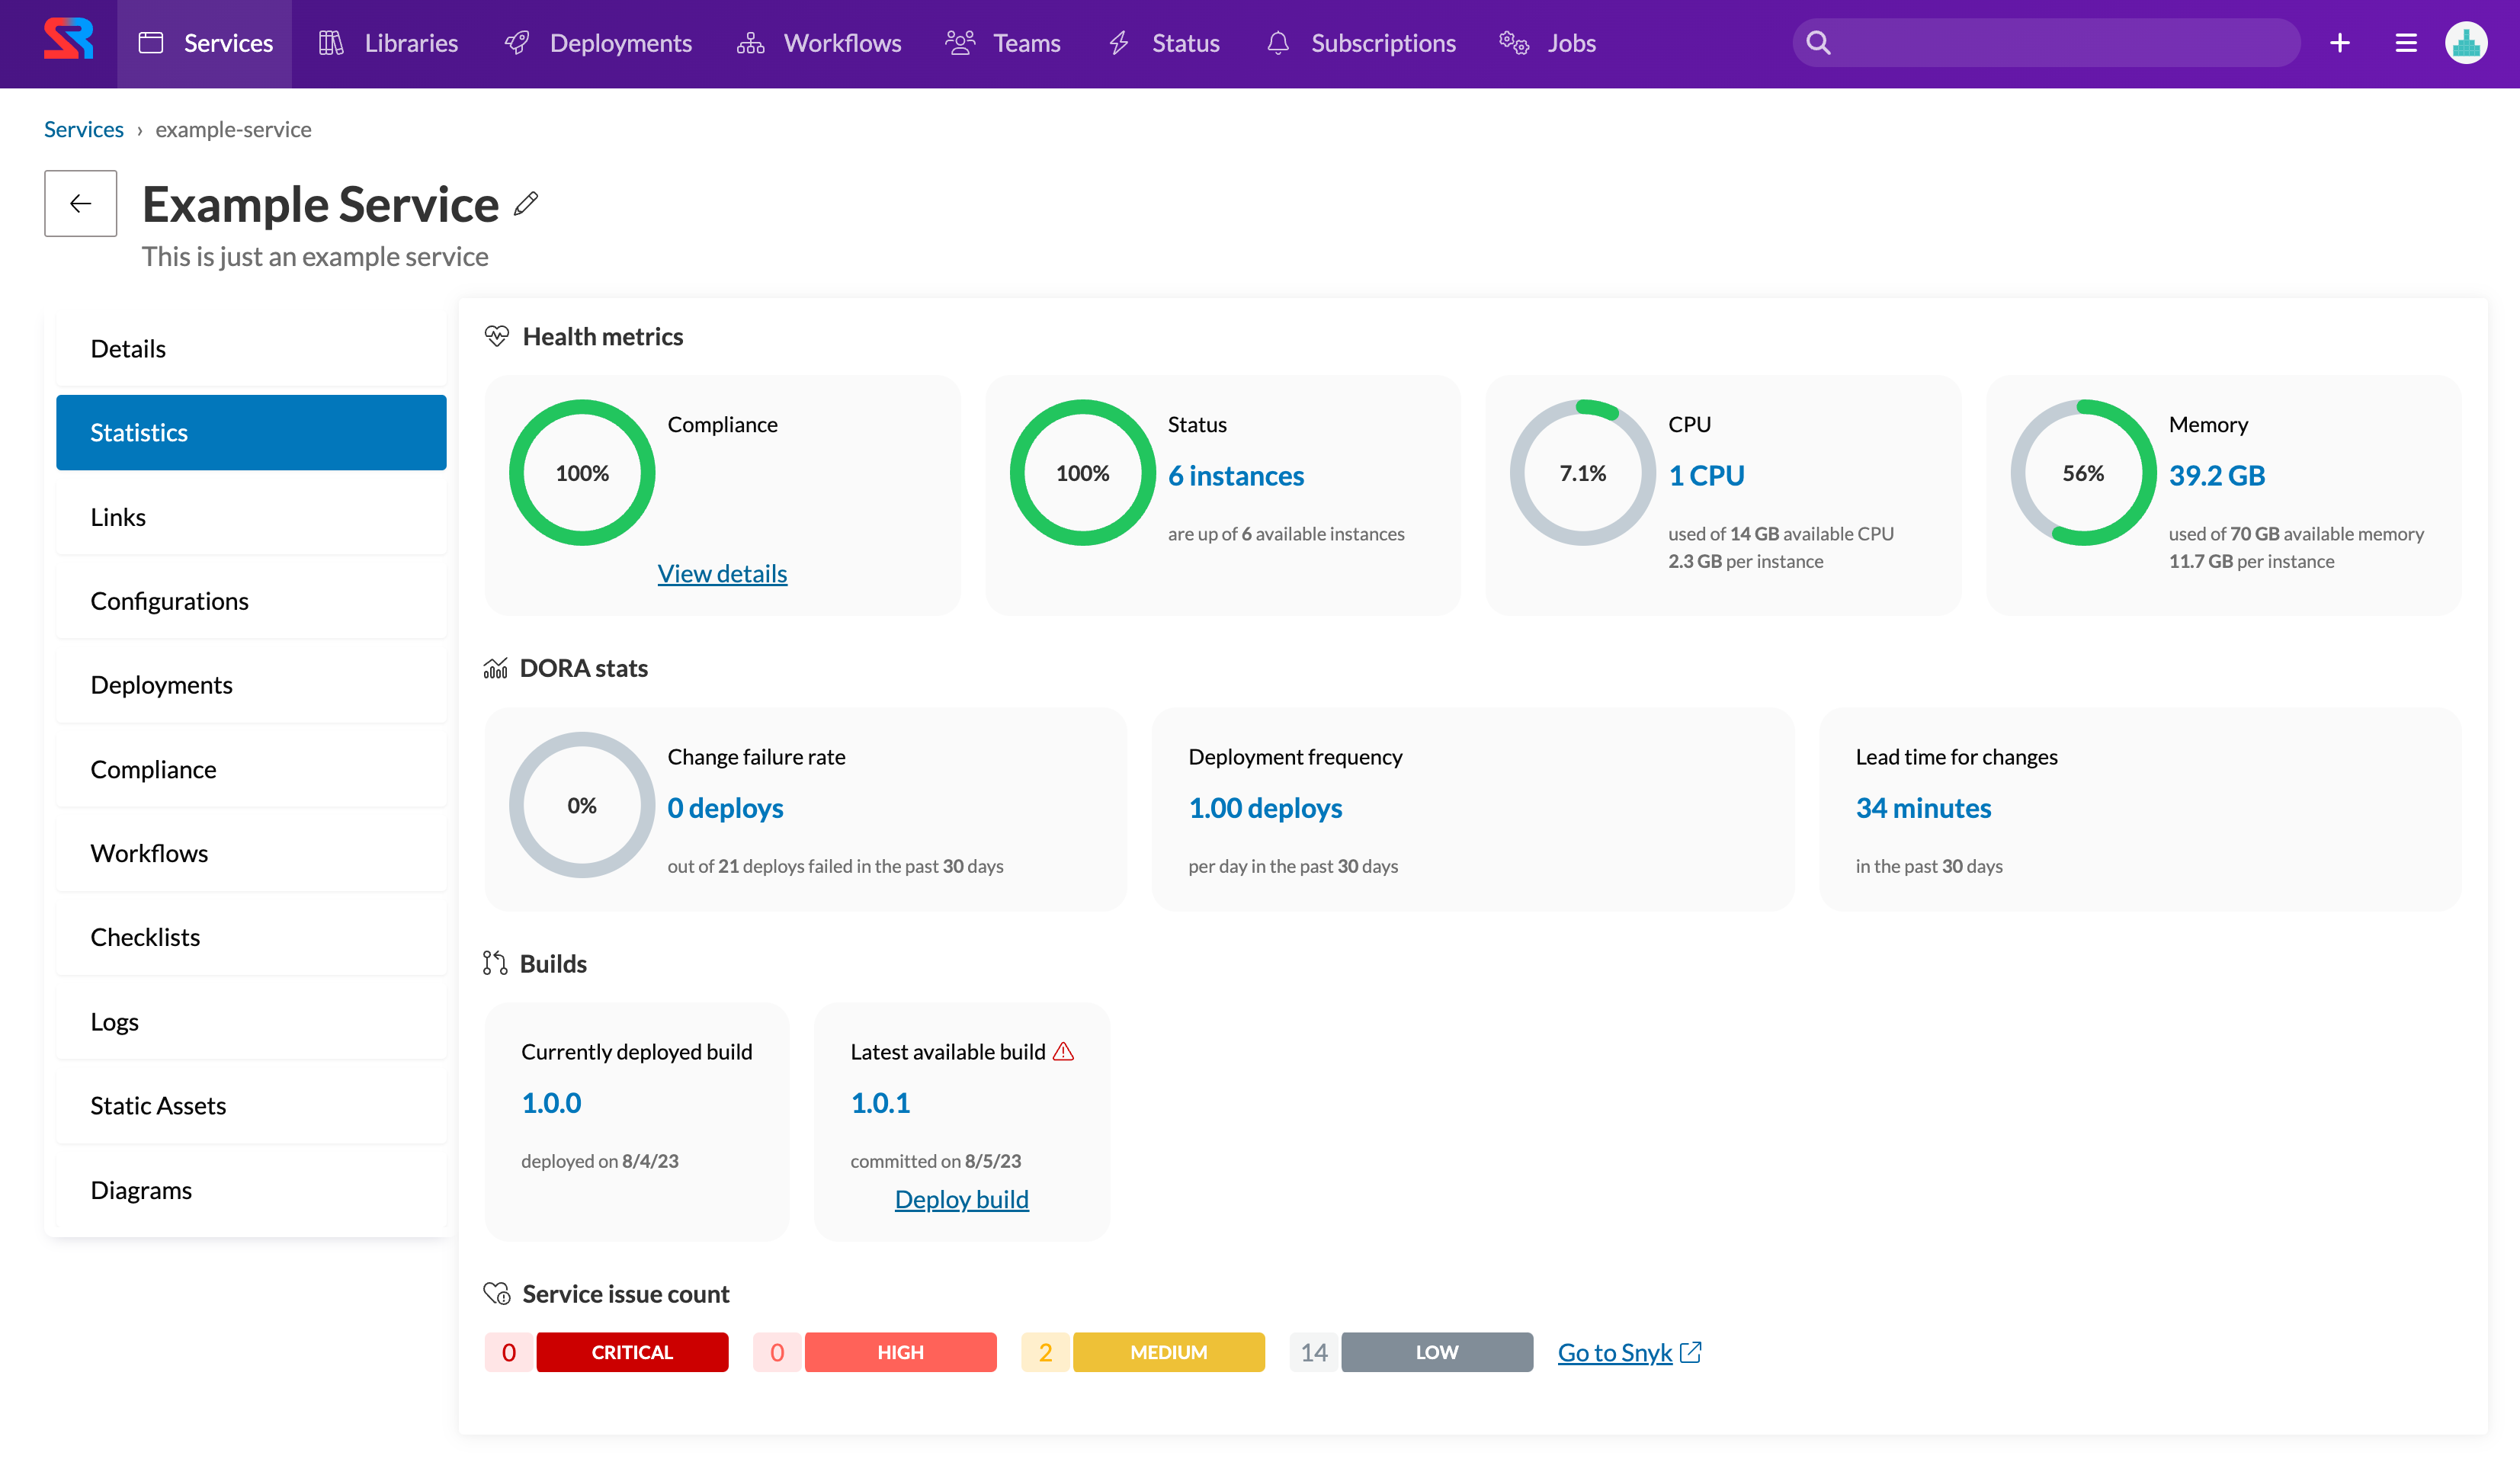 SR
Services
Libraries
Deployments
Workflows
Teams
Status
Subscriptions
Jobs
Services › example-service
Example Service
This is just an example service
Details
Statistics
Links
Configurations
Deployments
Compliance
Workflows
Checklists
Logs
Static Assets
Diagrams
Health metrics
100%
Compliance
View details
100%
Status
6 instances
are up of 6 available instances
7.1%
CPU
1 CPU
used of 14 GB available CPU
2.3 GB per instance
56%
Memory
39.2 GB
used of 70 GB available memory
11.7 GB per instance
DORA stats
0%
Change failure rate
0 deploys
out of 21 deploys failed in the past 30 days
Deployment frequency
1.00 deploys
per day in the past 30 days
Lead time for changes
34 minutes
in the past 30 days
Builds
Currently deployed build
1.0.0
deployed on 8/4/23
Latest available build
1.0.1
committed on 8/5/23
Deploy build
Service issue count
0 CRITICAL
0 HIGH
2 MEDIUM
14 LOW
Go to Snyk